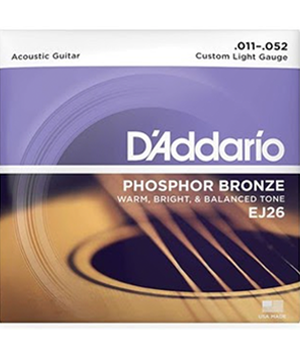 .011–.052
Acoustic Guitar
Custom Light Gauge
D'Addario
PHOSPHOR BRONZE
WARM, BRIGHT, & BALANCED TONE
EJ26
USA MADE